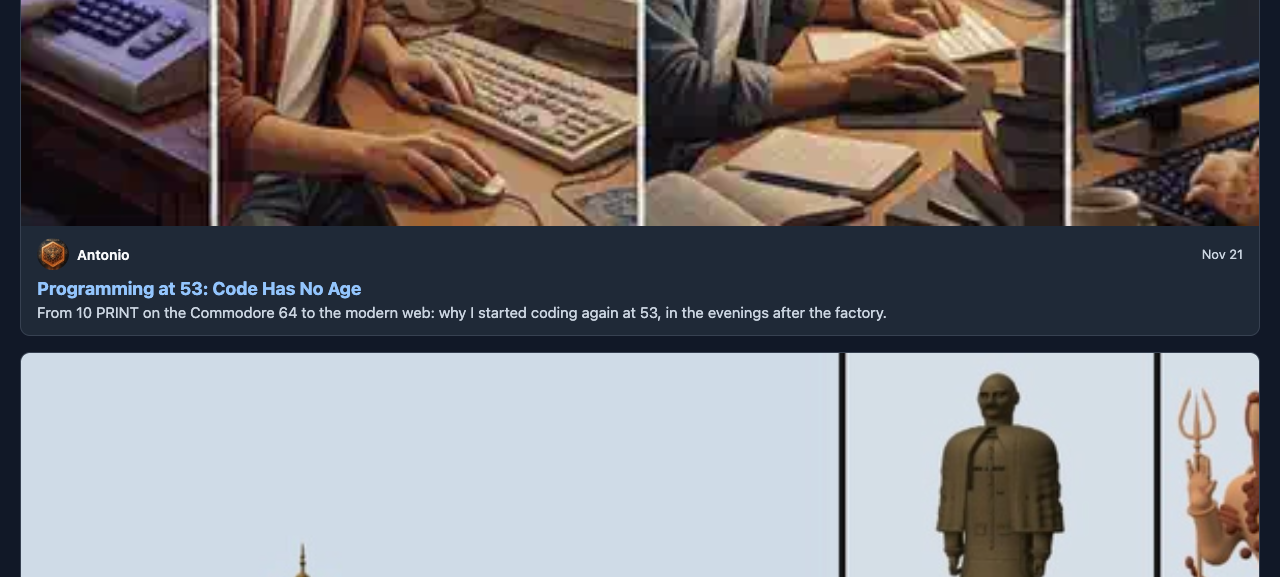 Antonio
Nov 21
Programming at 53: Code Has No Age
From 10 PRINT on the Commodore 64 to the modern web: why I started coding again at 53, in the evenings after the factory.